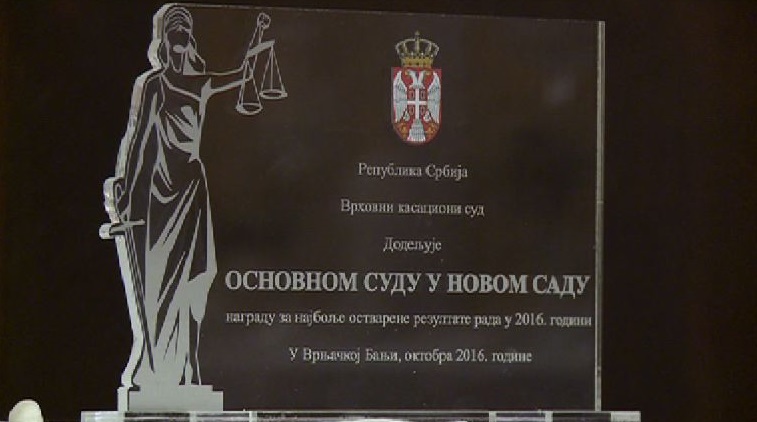 Република Србија
Врховни касациони суд
Додељује
ОСНОВНОМ СУДУ У НОВОМ САДУ
награду за најбоље остварене резултате рада у 2016. години
У Врњачкој Бањи, октобра 2016. године